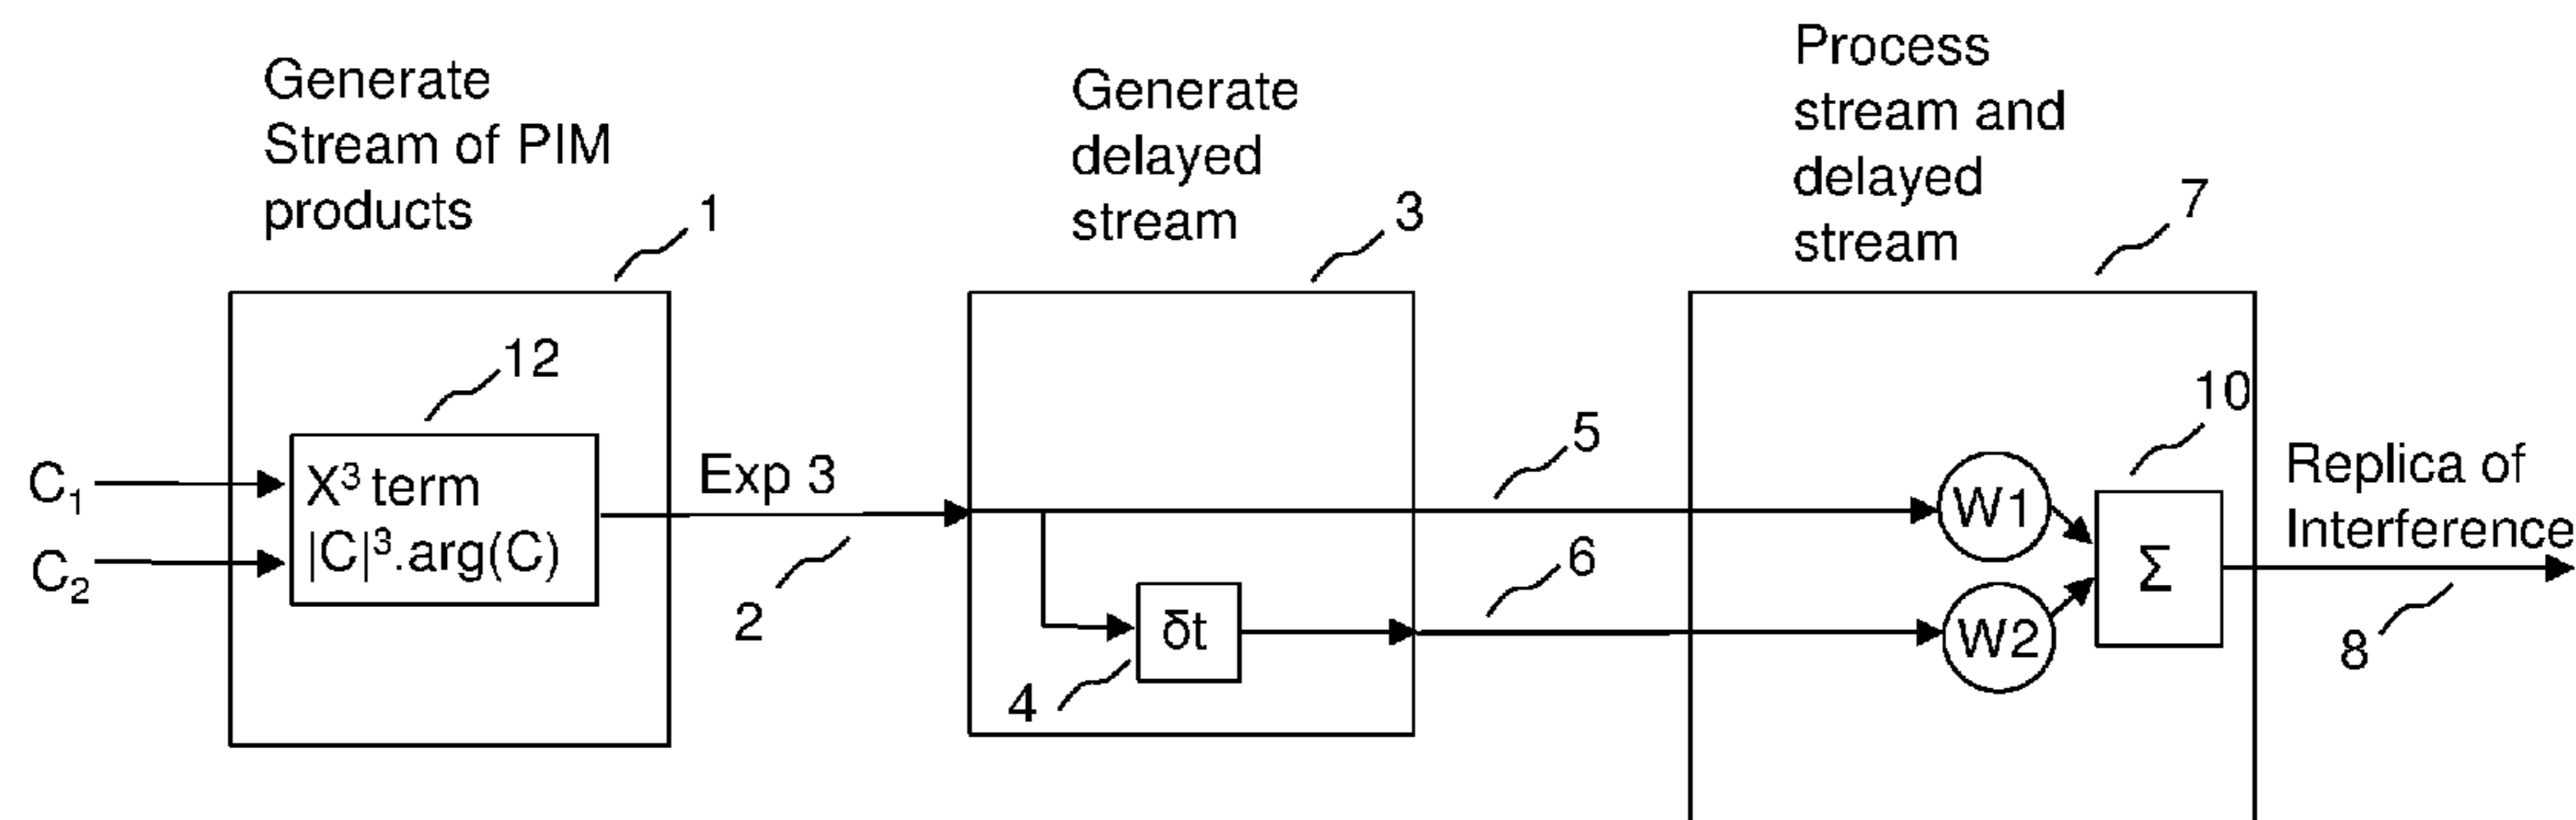 Generate
Stream of PIM
products
1
Generate
delayed
stream
3
Process
stream and
delayed
stream
7
12
C₁
C₂
X³ term
|C|³.arg(C)
Exp 3
2
δt
4
5
6
W1
W2
10
Σ
Replica of
Interference
8